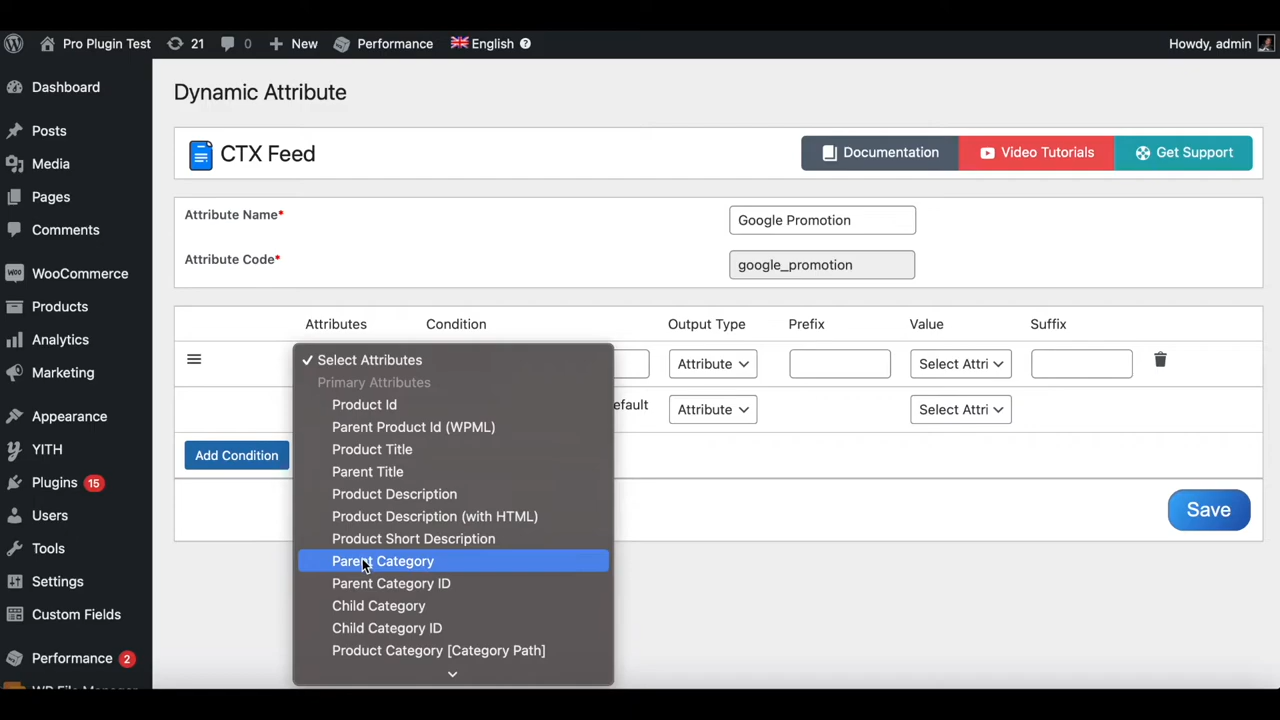 Pro Plugin Test
21
0
New
Performance
English
Howdy, admin
Dashboard
Posts
Media
Pages
Comments
WooCommerce
Products
Analytics
Marketing
Appearance
YITH
Plugins 15
Users
Tools
Settings
Custom Fields
Performance 2
Dynamic Attribute
CTX Feed
Documentation
Video Tutorials
Get Support
Attribute Name*
Google Promotion
Attribute Code*
google_promotion
Attributes
Condition
Output Type
Prefix
Value
Suffix
Attribute
Select Attri
efault
Attribute
Select Attri
Add Condition
Save
✓ Select Attributes
Primary Attributes
Product Id
Parent Product Id (WPML)
Product Title
Parent Title
Product Description
Product Description (with HTML)
Product Short Description
Parent Category
Parent Category ID
Child Category
Child Category ID
Product Category [Category Path]